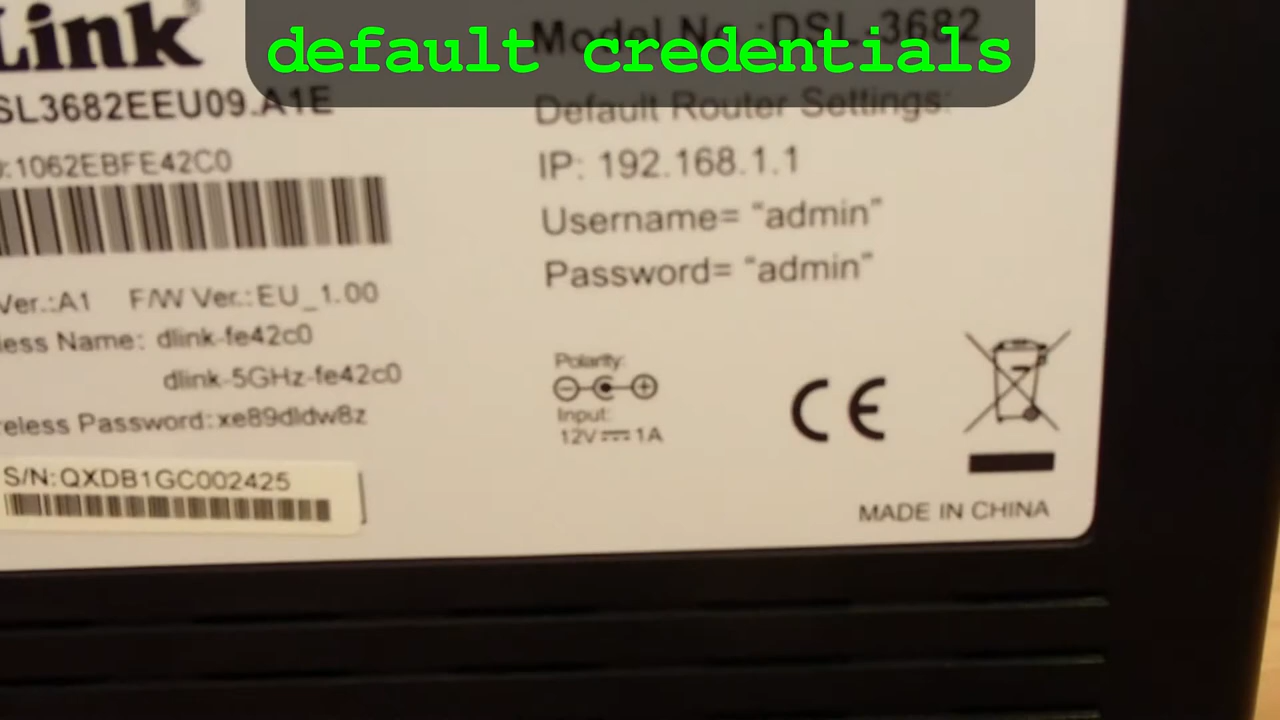 default credentials
Link
Model No.:DSL-3682
SL3682EEU09.A1E
Default Router Settings:
:1062EBFE42C0
IP: 192.168.1.1
Username= “admin”
Password= “admin”
Ver.:A1 F/W Ver.:EU_1.00
less Name: dlink-fe42c0
dlink-5GHz-fe42c0
reless Password: xe89dldw8z
S/N:QXDB1GC002425
Polarity:
Input:
12V 1A
CE
MADE IN CHINA